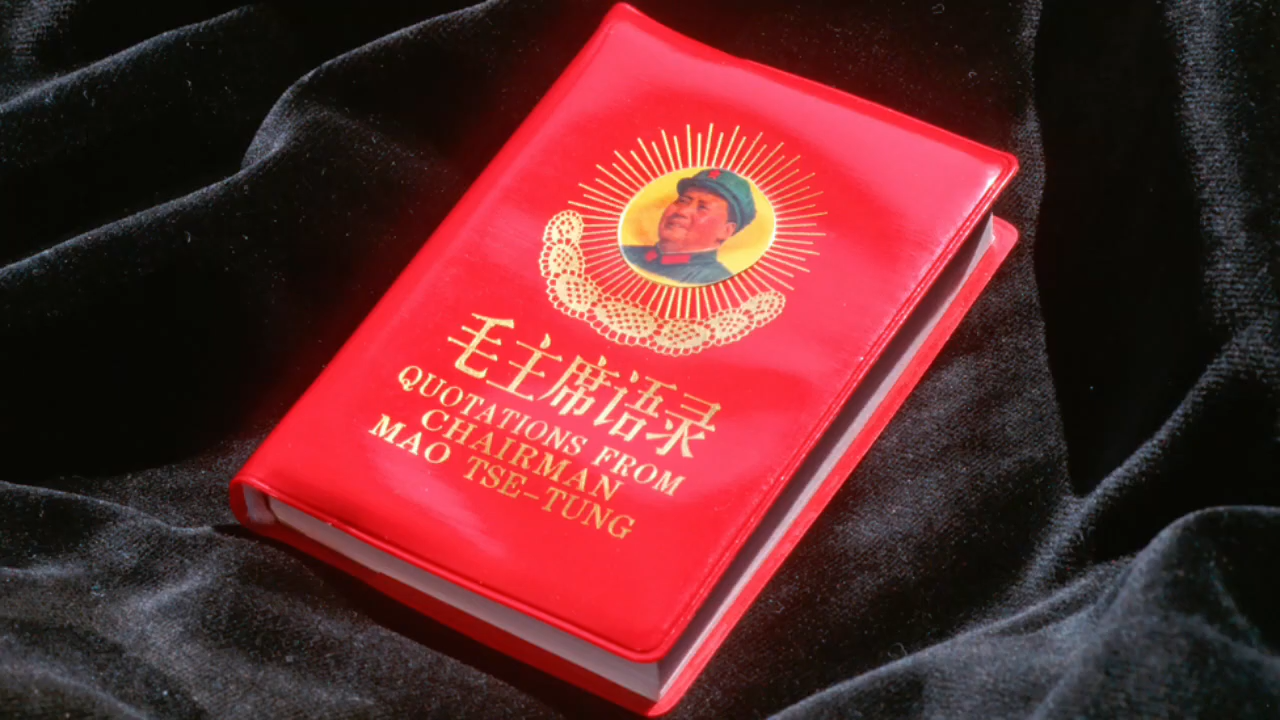 毛主席语录
QUOTATIONS FROM
CHAIRMAN
MAO TSE-TUNG